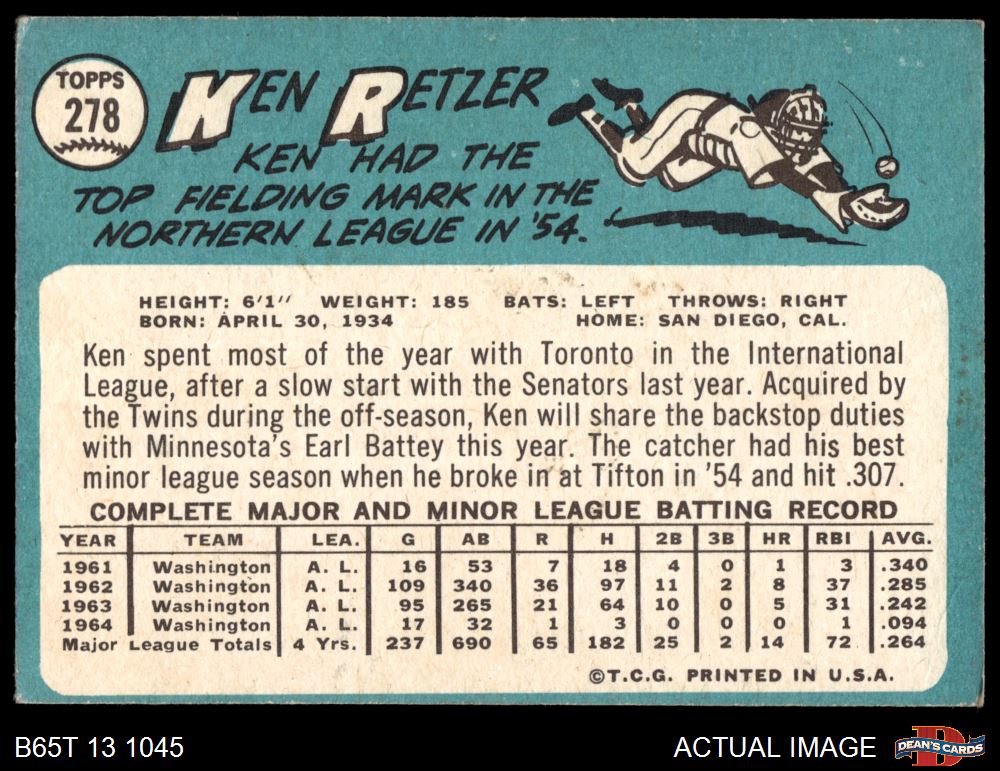 TOPPS
278
KEN RETZER
KEN HAD THE
TOP FIELDING MARK IN THE
NORTHERN LEAGUE IN '54.
HEIGHT: 6'1" WEIGHT: 185 BATS: LEFT THROWS: RIGHT
BORN: APRIL 30, 1934 HOME: SAN DIEGO, CAL.
Ken spent most of the year with Toronto in the International
League, after a slow start with the Senators last year. Acquired by
the Twins during the off-season, Ken will share the backstop duties
with Minnesota's Earl Battey this year. The catcher had his best
minor league season when he broke in at Tifton in '54 and hit .307.
COMPLETE MAJOR AND MINOR LEAGUE BATTING RECORD
YEAR TEAM LEA. G AB R H 2B 3B HR RBI AVG.
1961 Washington A. L. 16 53 7 18 4 0 1 3 .340
1962 Washington A. L. 109 340 36 97 11 2 8 37 .285
1963 Washington A. L. 95 265 21 64 10 0 5 31 .242
1964 Washington A. L. 17 32 1 3 0 0 0 1 .094
Major League Totals 4 Yrs. 237 690 65 182 25 2 14 72 .264
©T.C.G. PRINTED IN U.S.A.
B65T 13 1045 ACTUAL IMAGE D DEAN'S CARDS